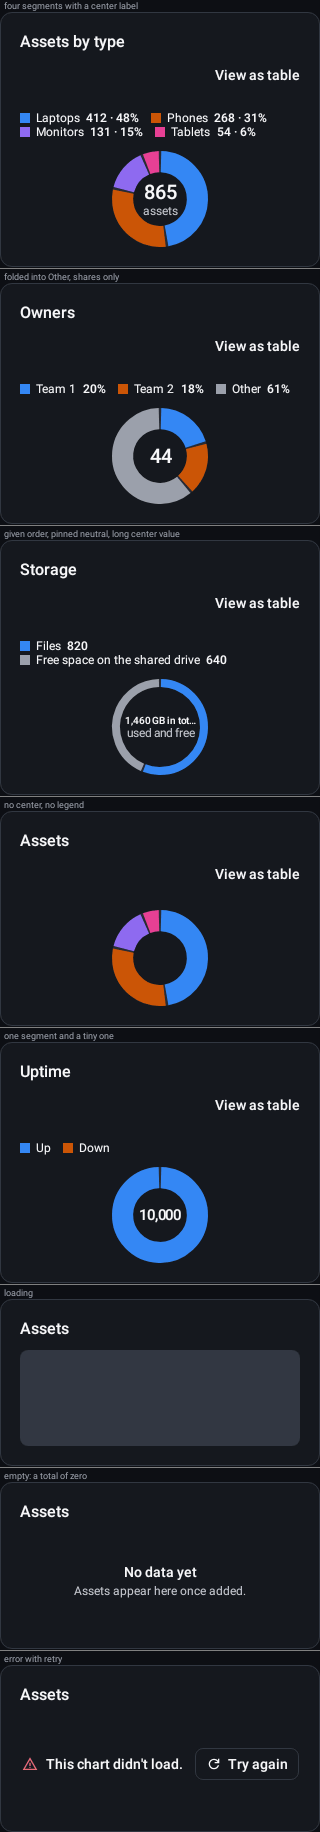 four segments with a center label
Assets by type
View as table
Laptops 412 · 48% Phones 268 · 31%
Monitors 131 · 15% Tablets 54 · 6%
865
assets
folded into Other, shares only
Owners
View as table
Team 1 20% Team 2 18% Other 61%
44
given order, pinned neutral, long center value
Storage
View as table
Files 820
Free space on the shared drive 640
1,460 GB in tot...
used and free
no center, no legend
Assets
View as table
one segment and a tiny one
Uptime
View as table
Up Down
10,000
loading
Assets
empty: a total of zero
Assets
No data yet
Assets appear here once added.
error with retry
Assets
This chart didn't load. Try again